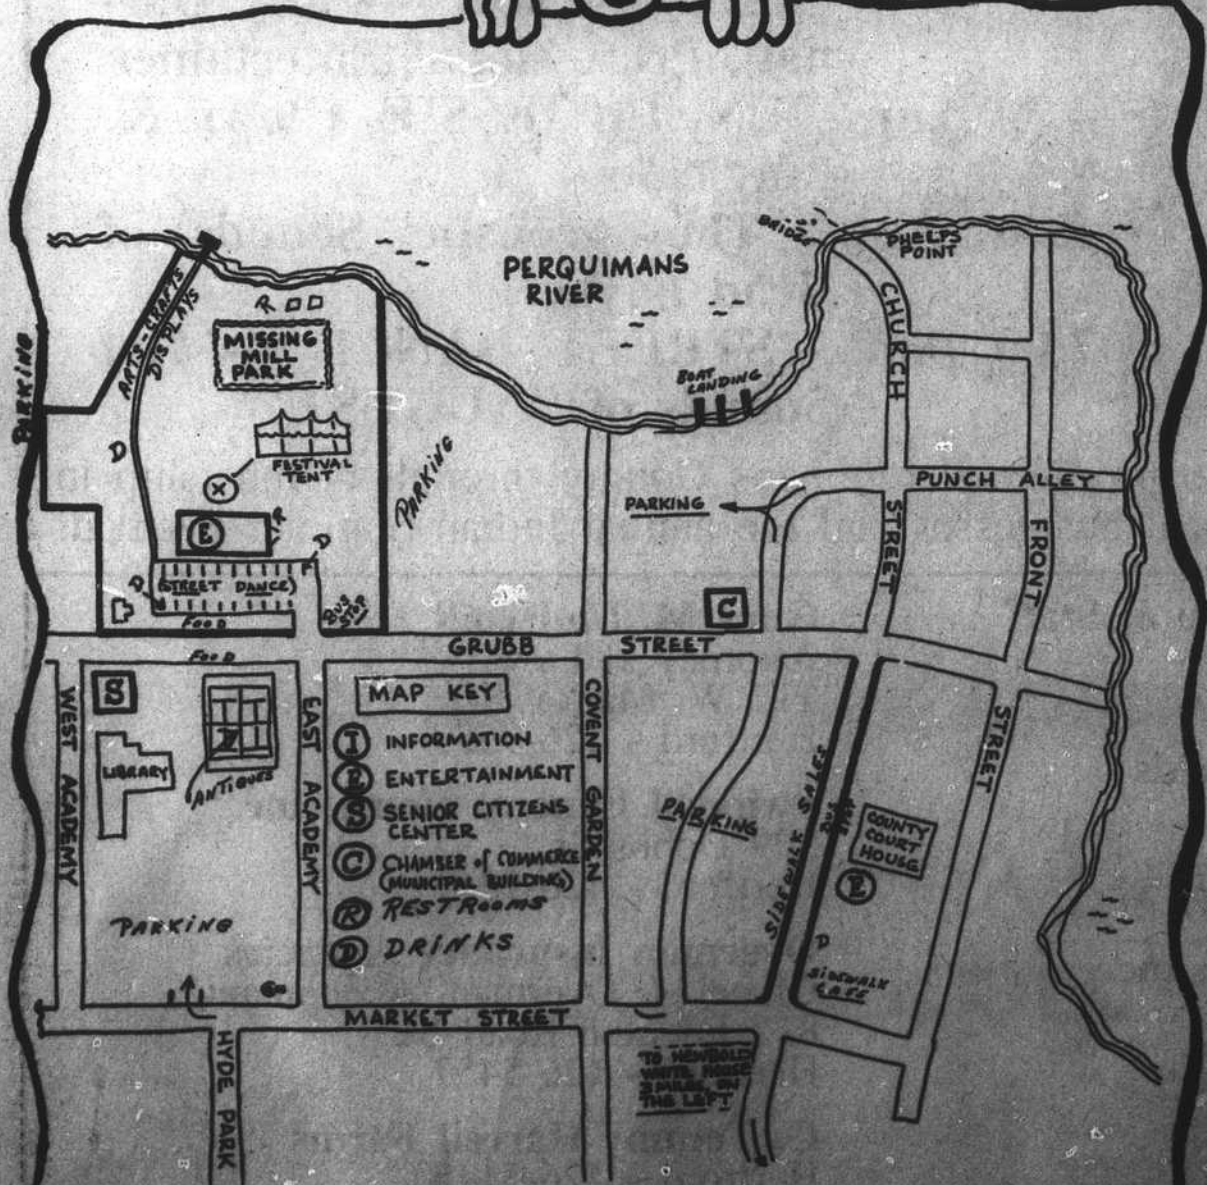 BRIDGE
PHELPS
POINT
PERQUIMANS
RIVER
ARTS-CRAFTS
DISPLAYS
R
MISSING
MILL
PARK
CHURCH
STREET
PARKING
BOAT
LANDING
D
FESTIVAL
TENT
X
PARKING
PARKING
PUNCH ALLEY
FRONT
STREET
E
R
D
F
D
(STREET DANCE)
FOOD
BUS
STOP
C
GRUBB STREET
FOOD
WEST ACADEMY
S
LIBRARY
ANTIQUES
EAST ACADEMY
MAP KEY
I INFORMATION
E ENTERTAINMENT
S SENIOR CITIZENS
CENTER
C CHAMBER of COMMERCE
(MUNICIPAL BUILDING)
R RESTROOMS
D DRINKS
COVENT GARDEN
PARKING
SIDEWALK SALES
BUS
STOP
COUNTY
COURT
HOUSE
E
D
SIDEWALK
CAFE
PARKING
MARKET STREET
HYDE PARK
TO NEWBOLD
WHITE HOUSE
3 MILES, ON
THE LEFT